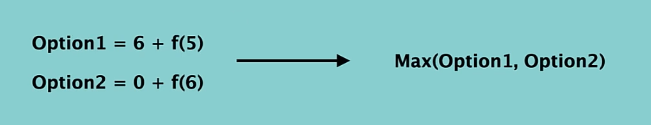 Option1 = 6 + f(5)
Option2 = 0 + f(6)
Max(Option1, Option2)